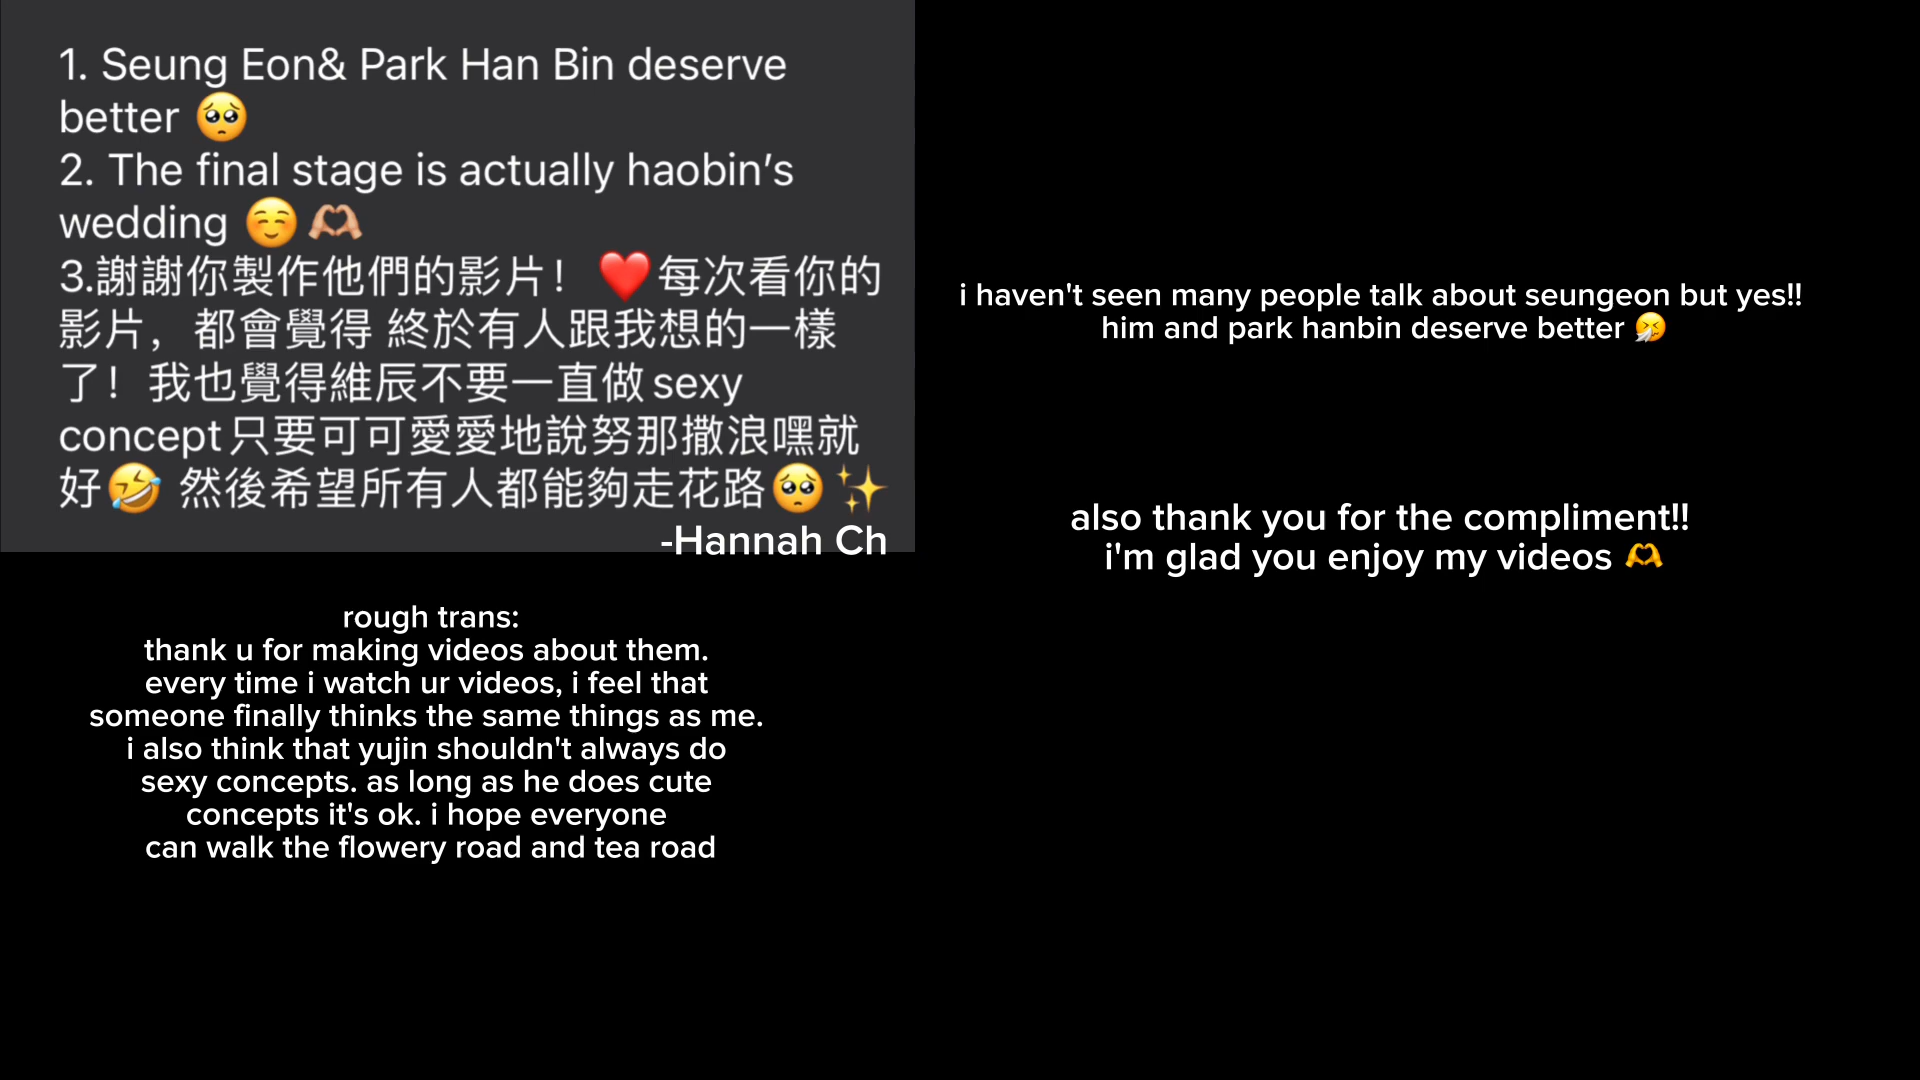 1. Seung Eon& Park Han Bin deserve
better 🥺
2. The final stage is actually haobin’s
wedding ☺️🫶🏼
3.謝謝你製作他們的影片！❤️每次看你的
影片，都會覺得 終於有人跟我想的一樣
了！我也覺得維辰不要一直做sexy
concept只要可可愛愛地說努那撒浪嘿就
好🤣 然後希望所有人都能夠走花路🥺✨
-Hannah Ch
rough trans:
thank u for making videos about them.
every time i watch ur videos, i feel that
someone finally thinks the same things as me.
i also think that yujin shouldn't always do
sexy concepts. as long as he does cute
concepts it's ok. i hope everyone
can walk the flowery road and tea road
i haven't seen many people talk about seungeon but yes!!
him and park hanbin deserve better 🤧
also thank you for the compliment!!
i'm glad you enjoy my videos 🫶